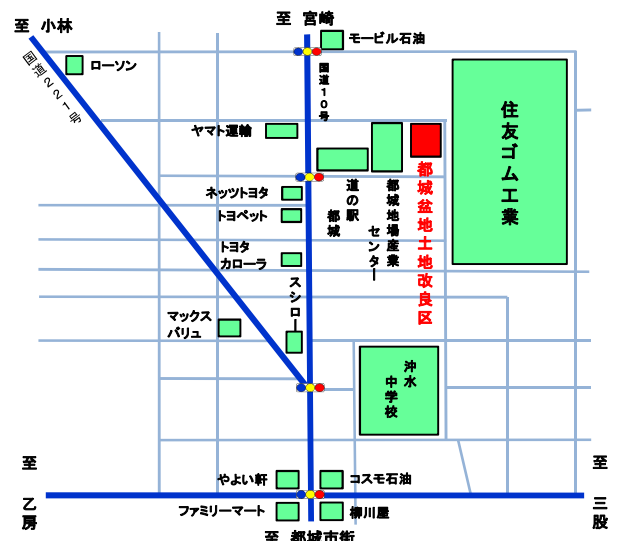 至 宮崎
至 小林
モービル石油
国道221号
ローソン
国道10号
ヤマト運輸
住友ゴム工業
都城盆地土地改良区
都城地場産業
センター
道の駅
都城
ネッツトヨタ
トヨペット
トヨタ
カローラ
スシロー
マックス
バリュ
沖水
中学校
至 乙房
至 三股
やよい軒
コスモ石油
ファミリーマート
柳川屋
至 都城市街